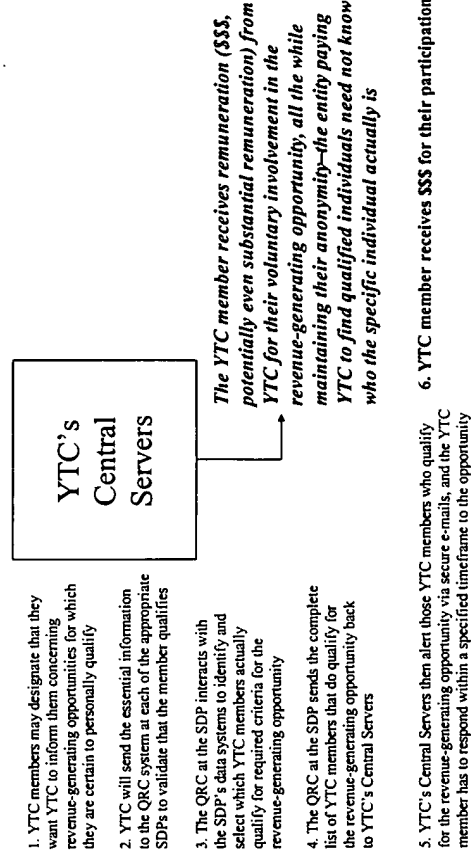 1. YTC members may designate that they
want YTC to inform them concerning
revenue-generating opportunities for which
they are certain to personally qualify
2. YTC will send the essential information
to the QRC system at each of the appropriate
SDPs to validate that the member qualifies
3. The QRC at the SDP interacts with
the SDP's data systems to identify and
select which YTC members actually
qualify for required criteria for the
revenue-generating opportunity
4. The QRC at the SDP sends the complete
list of YTC members that do qualify for
the revenue-generating opportunity back
to YTC's Central Servers
YTC's
Central
Servers
The YTC member receives remuneration ($$$,
potentially even substantial remuneration) from
YTC for their voluntary involvement in the
revenue-generating opportunity, all the while
maintaining their anonymity—the entity paying
YTC to find qualified individuals need not know
who the specific individual actually is
5. YTC's Central Servers then alert those YTC members who qualify
for the revenue-generating opportunity via secure e-mails, and the YTC
member has to respond within a specified timeframe to the opportunity
6. YTC member receives $$$ for their participation